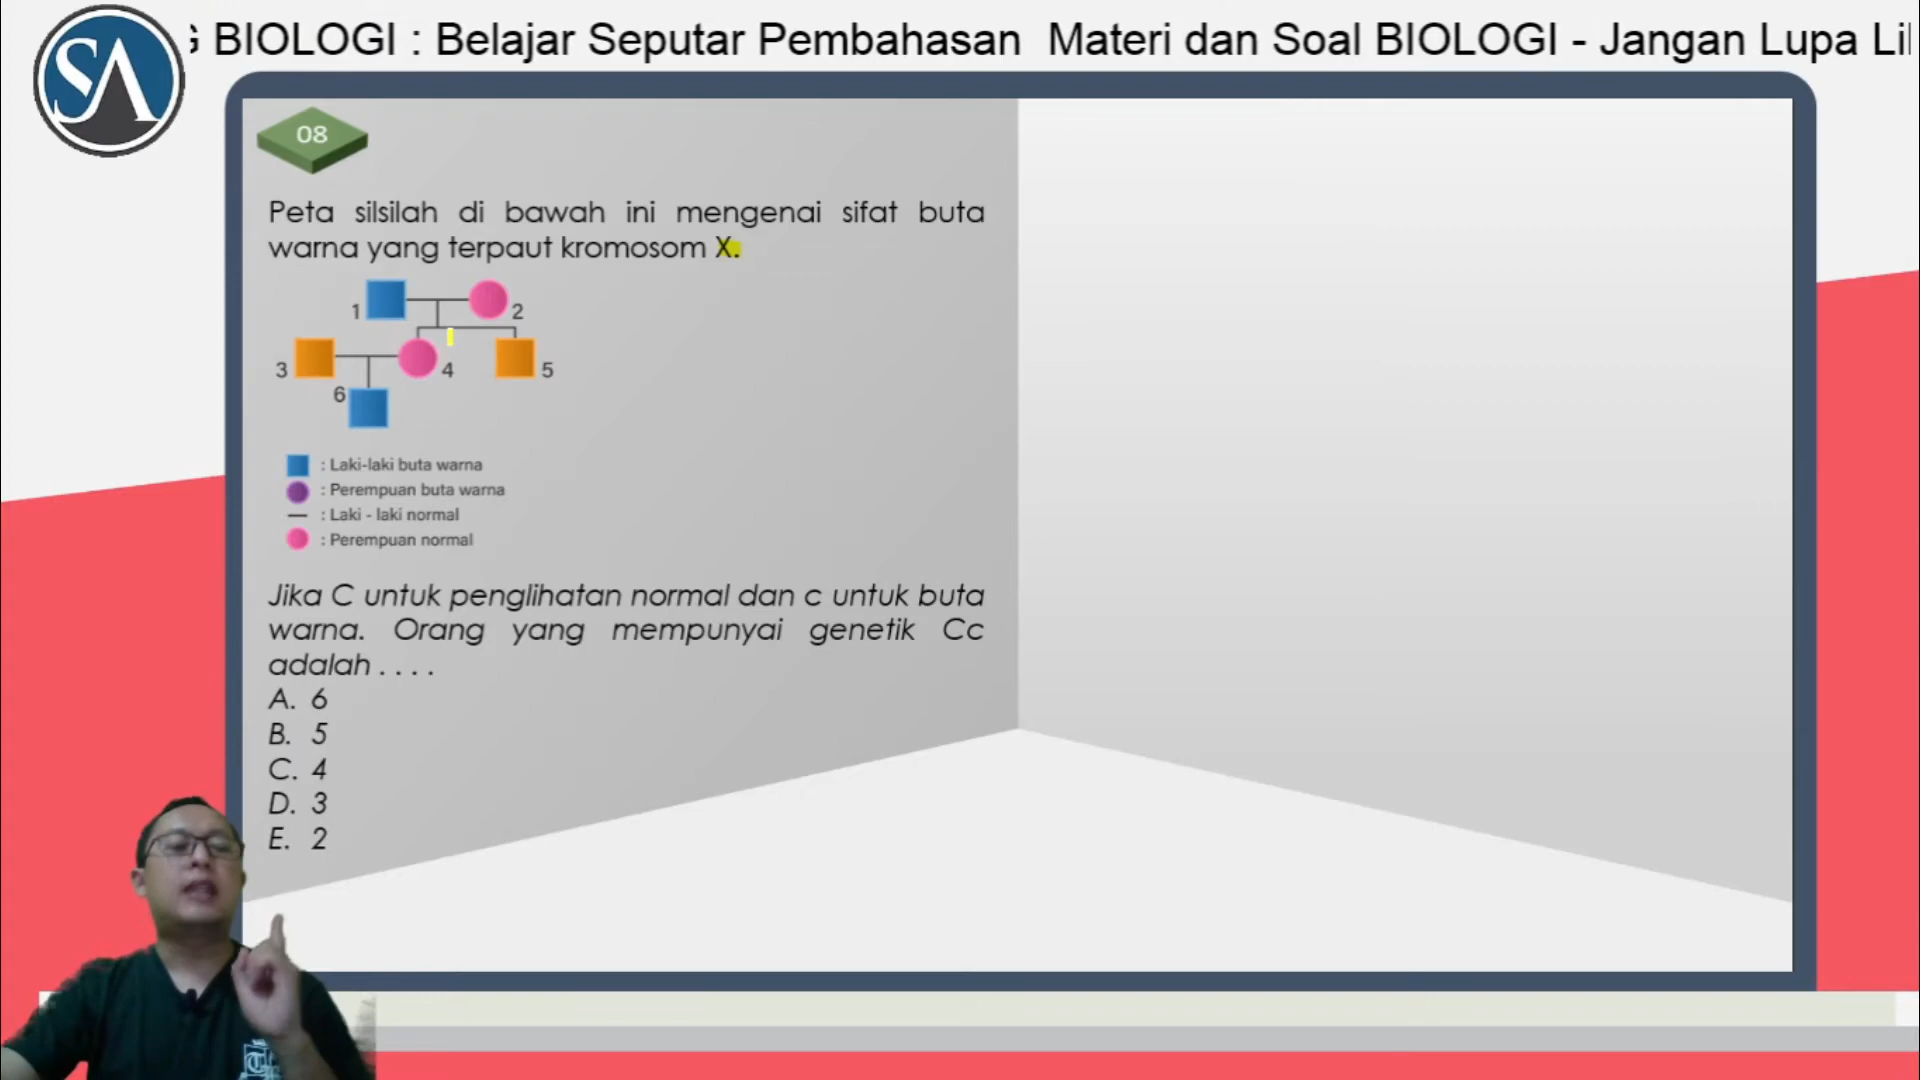 SA
G BIOLOGI : Belajar Seputar Pembahasan Materi dan Soal BIOLOGI - Jangan Lupa Li
08
Peta silsilah di bawah ini mengenai sifat buta
warna yang terpaut kromosom X.
1
2
3
4
5
6
: Laki-laki buta warna
: Perempuan buta warna
: Laki - laki normal
: Perempuan normal
Jika C untuk penglihatan normal dan c untuk buta
warna. Orang yang mempunyai genetik Cc
adalah . . . .
A. 6
B. 5
C. 4
D. 3
E. 2